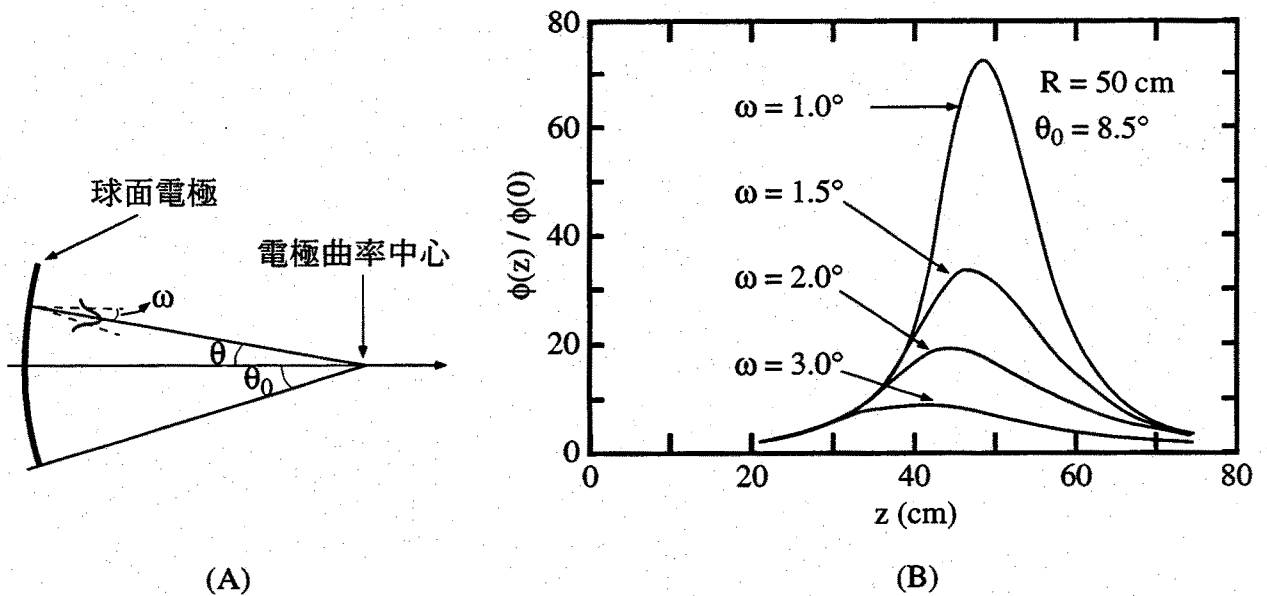 球面電極
電極曲率中心
ω
θ
θ0
(A)
80
60
40
20
0
φ(z) / φ(0)
R = 50 cm
θ0 = 8.5°
ω = 1.0°
ω = 1.5°
ω = 2.0°
ω = 3.0°
0 20 40 60 80
z (cm)
(B)